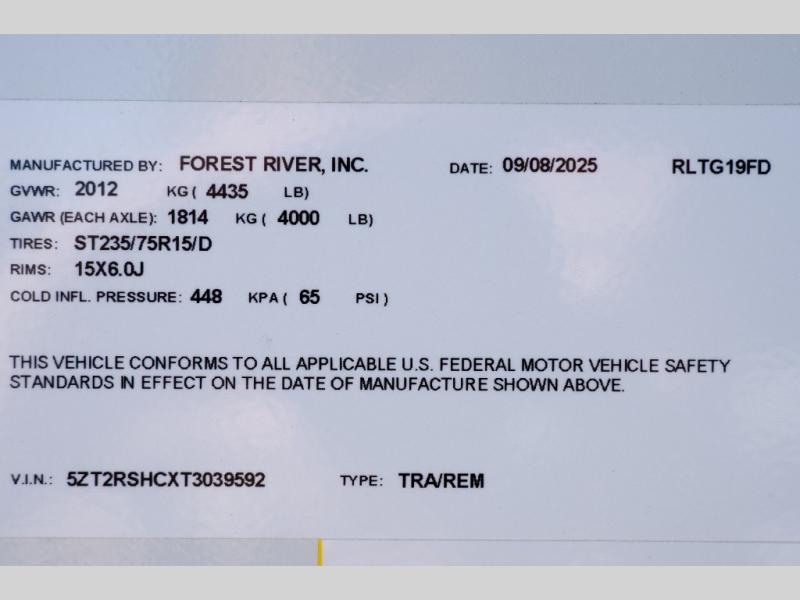 MANUFACTURED BY: FOREST RIVER, INC. DATE: 09/08/2025 RLTG19FD
GVWR: 2012 KG ( 4435 LB)
GAWR (EACH AXLE): 1814 KG ( 4000 LB)
TIRES: ST235/75R15/D
RIMS: 15X6.0J
COLD INFL. PRESSURE: 448 KPA ( 65 PSI )
THIS VEHICLE CONFORMS TO ALL APPLICABLE U.S. FEDERAL MOTOR VEHICLE SAFETY
STANDARDS IN EFFECT ON THE DATE OF MANUFACTURE SHOWN ABOVE.
V.I.N.: 5ZT2RSHCXT3039592 TYPE: TRA/REM